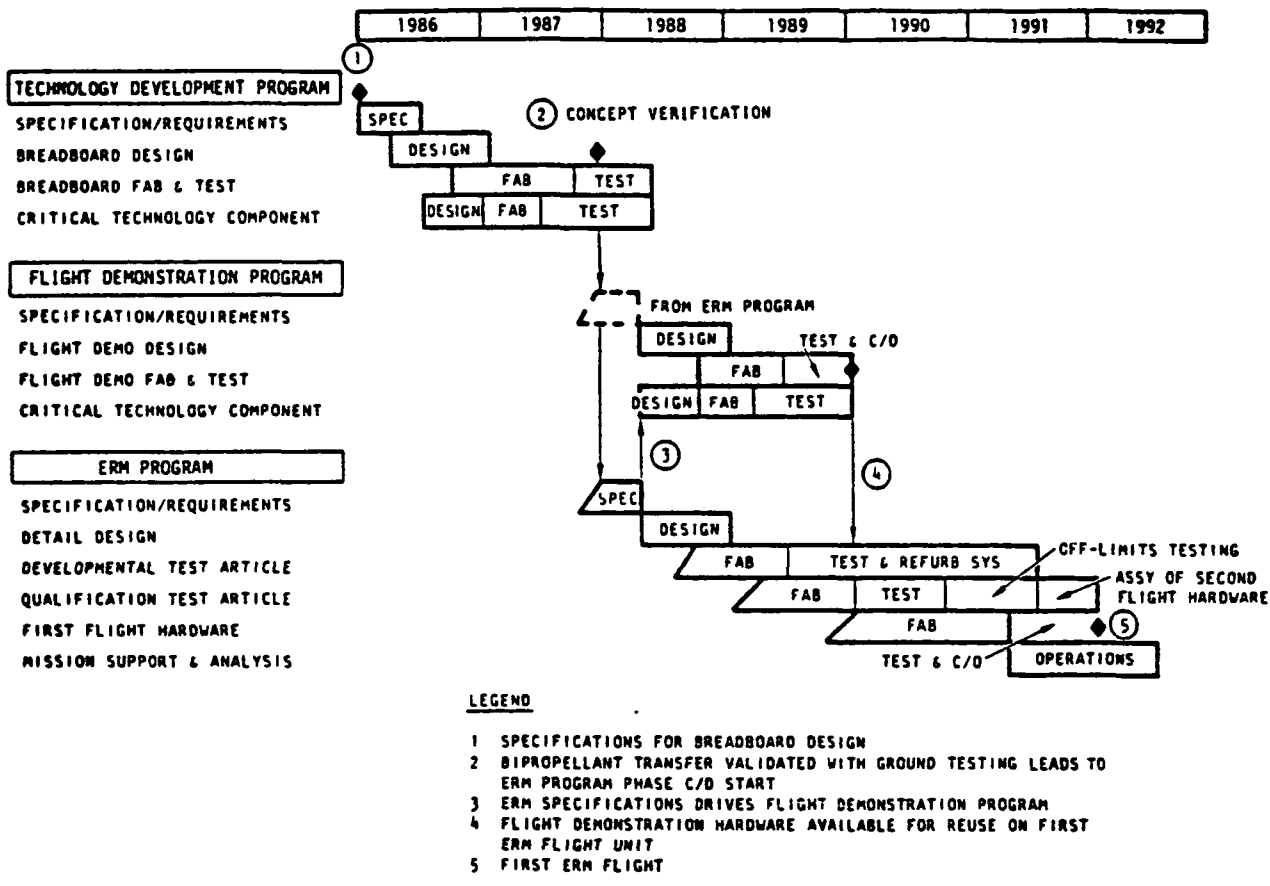 1986 1987 1988 1989 1990 1991 1992
1
TECHNOLOGY DEVELOPMENT PROGRAM
SPECIFICATION/REQUIREMENTS
SPEC
2 CONCEPT VERIFICATION
BREADBOARD DESIGN
DESIGN
BREADBOARD FAB & TEST
FAB TEST
CRITICAL TECHNOLOGY COMPONENT
DESIGN FAB TEST
FLIGHT DEMONSTRATION PROGRAM
SPECIFICATION/REQUIREMENTS
FROM ERM PROGRAM
FLIGHT DEMO DESIGN
DESIGN
TEST & C/O
FLIGHT DEMO FAB & TEST
FAB
CRITICAL TECHNOLOGY COMPONENT
DESIGN FAB TEST
3
4
ERM PROGRAM
SPECIFICATION/REQUIREMENTS
SPEC
DETAIL DESIGN
DESIGN
DEVELOPMENTAL TEST ARTICLE
FAB TEST & REFURB SYS
OFF-LIMITS TESTING
QUALIFICATION TEST ARTICLE
FAB TEST
ASSY OF SECOND
FLIGHT HARDWARE
FIRST FLIGHT HARDWARE
FAB
5
MISSION SUPPORT & ANALYSIS
TEST & C/O
OPERATIONS
LEGEND
1 SPECIFICATIONS FOR BREADBOARD DESIGN
2 BIPROPELLANT TRANSFER VALIDATED WITH GROUND TESTING LEADS TO
ERM PROGRAM PHASE C/D START
3 ERM SPECIFICATIONS DRIVES FLIGHT DEMONSTRATION PROGRAM
4 FLIGHT DEMONSTRATION HARDWARE AVAILABLE FOR REUSE ON FIRST
ERM FLIGHT UNIT
5 FIRST ERM FLIGHT